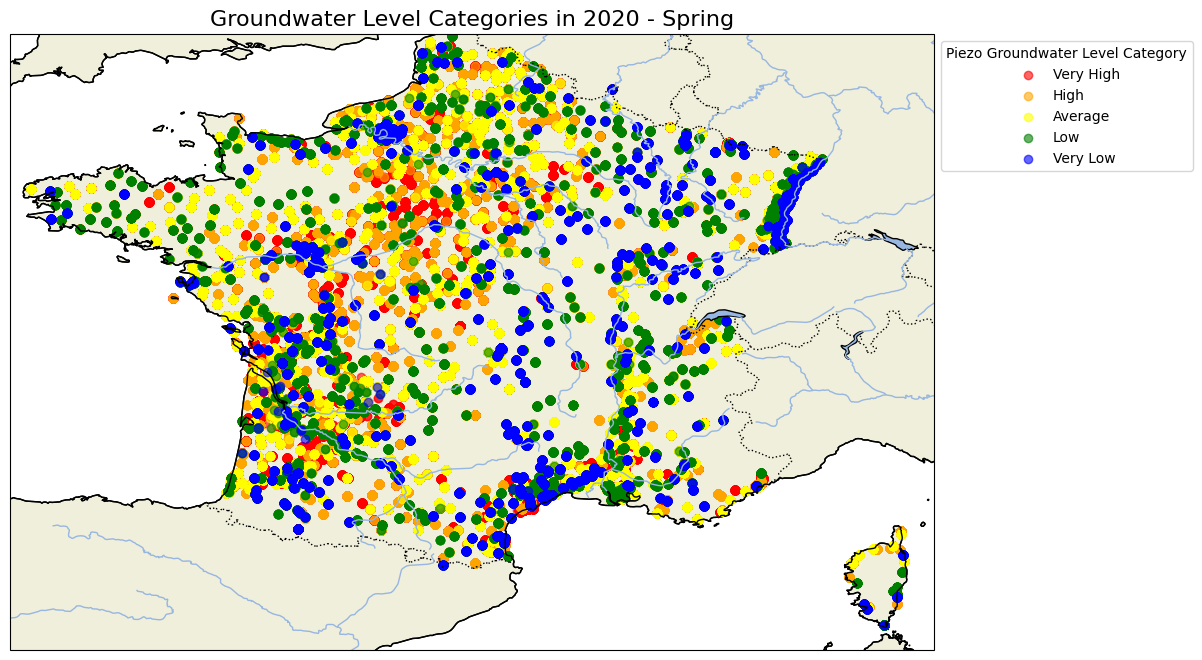 Groundwater Level Categories in 2020 - Spring
Piezo Groundwater Level Category
Very High
High
Average
Low
Very Low